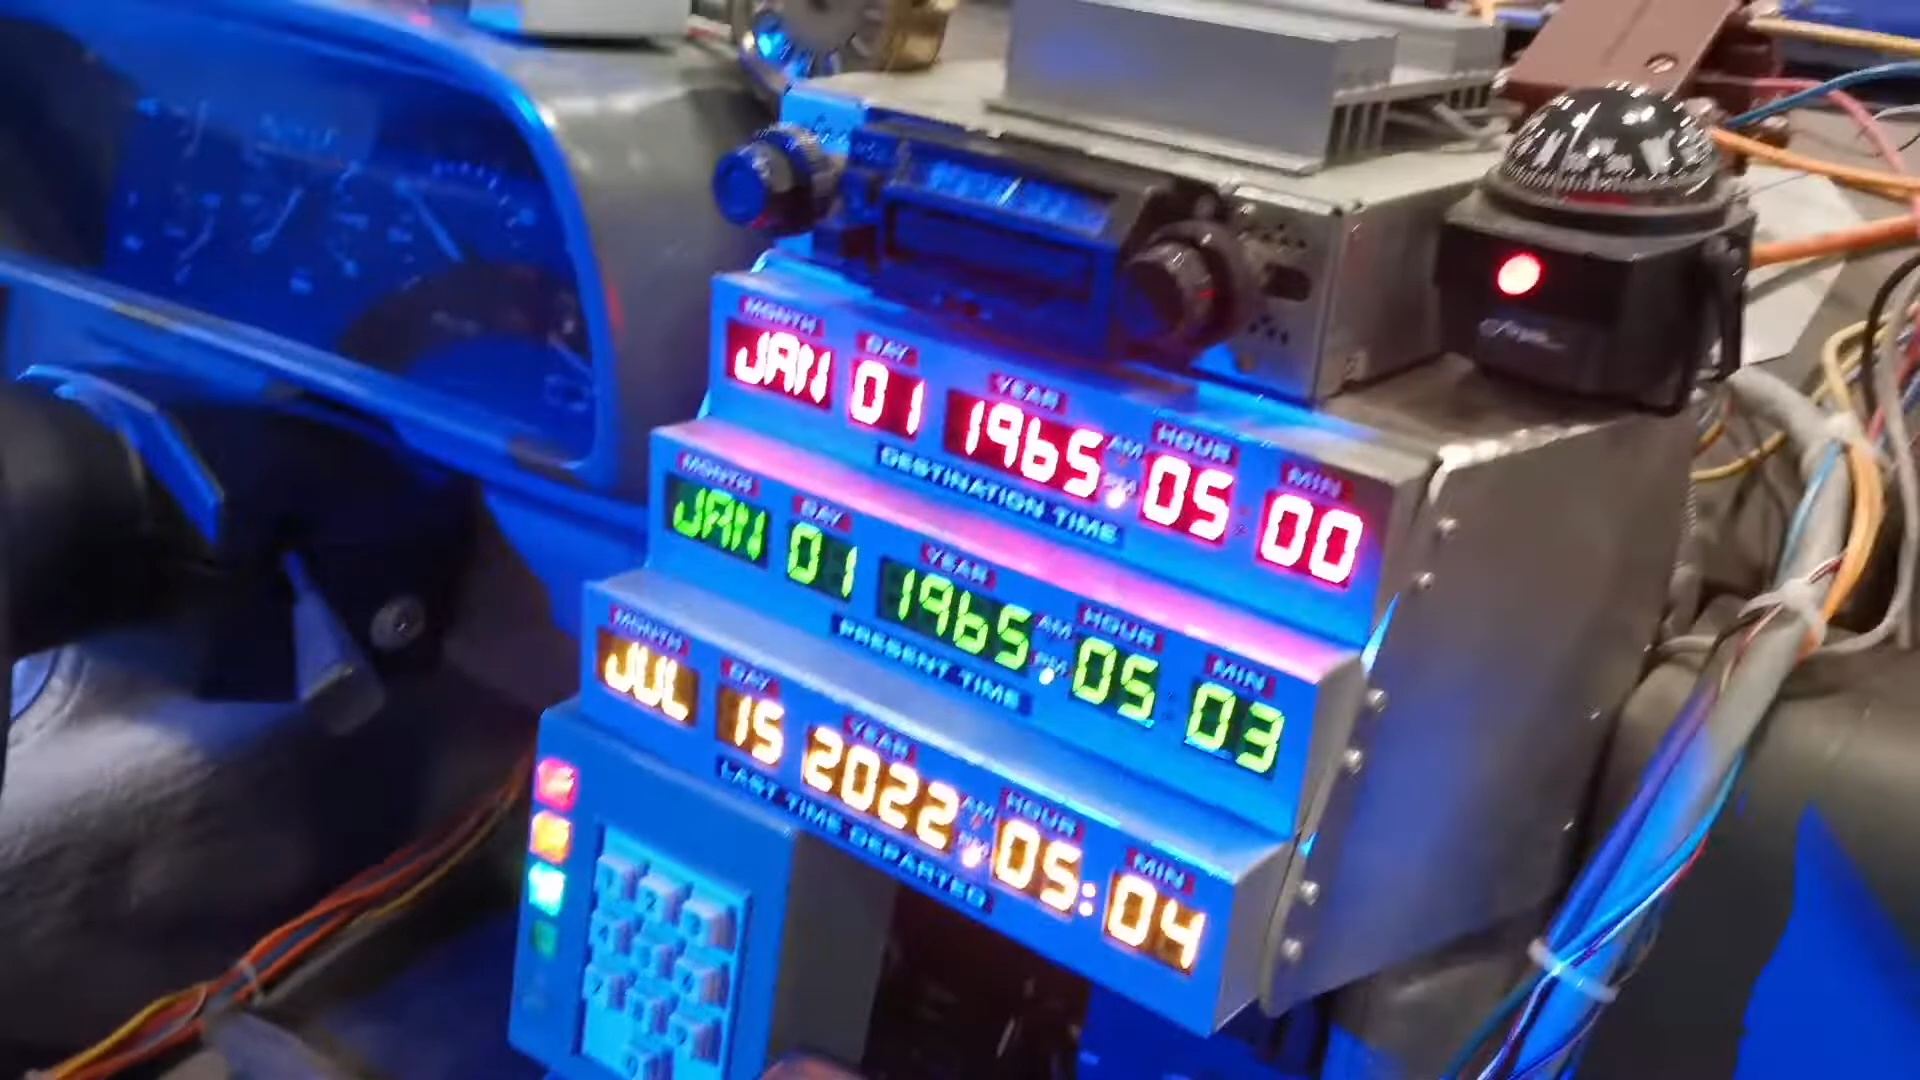 MONTH DAY YEAR AM PM HOUR MIN
JAN 01 1965 05 00
DESTINATION TIME
MONTH DAY YEAR AM PM HOUR MIN
JAN 01 1965 05 03
PRESENT TIME
MONTH DAY YEAR AM PM HOUR MIN
JUL 15 2022 05:04
LAST TIME DEPARTED